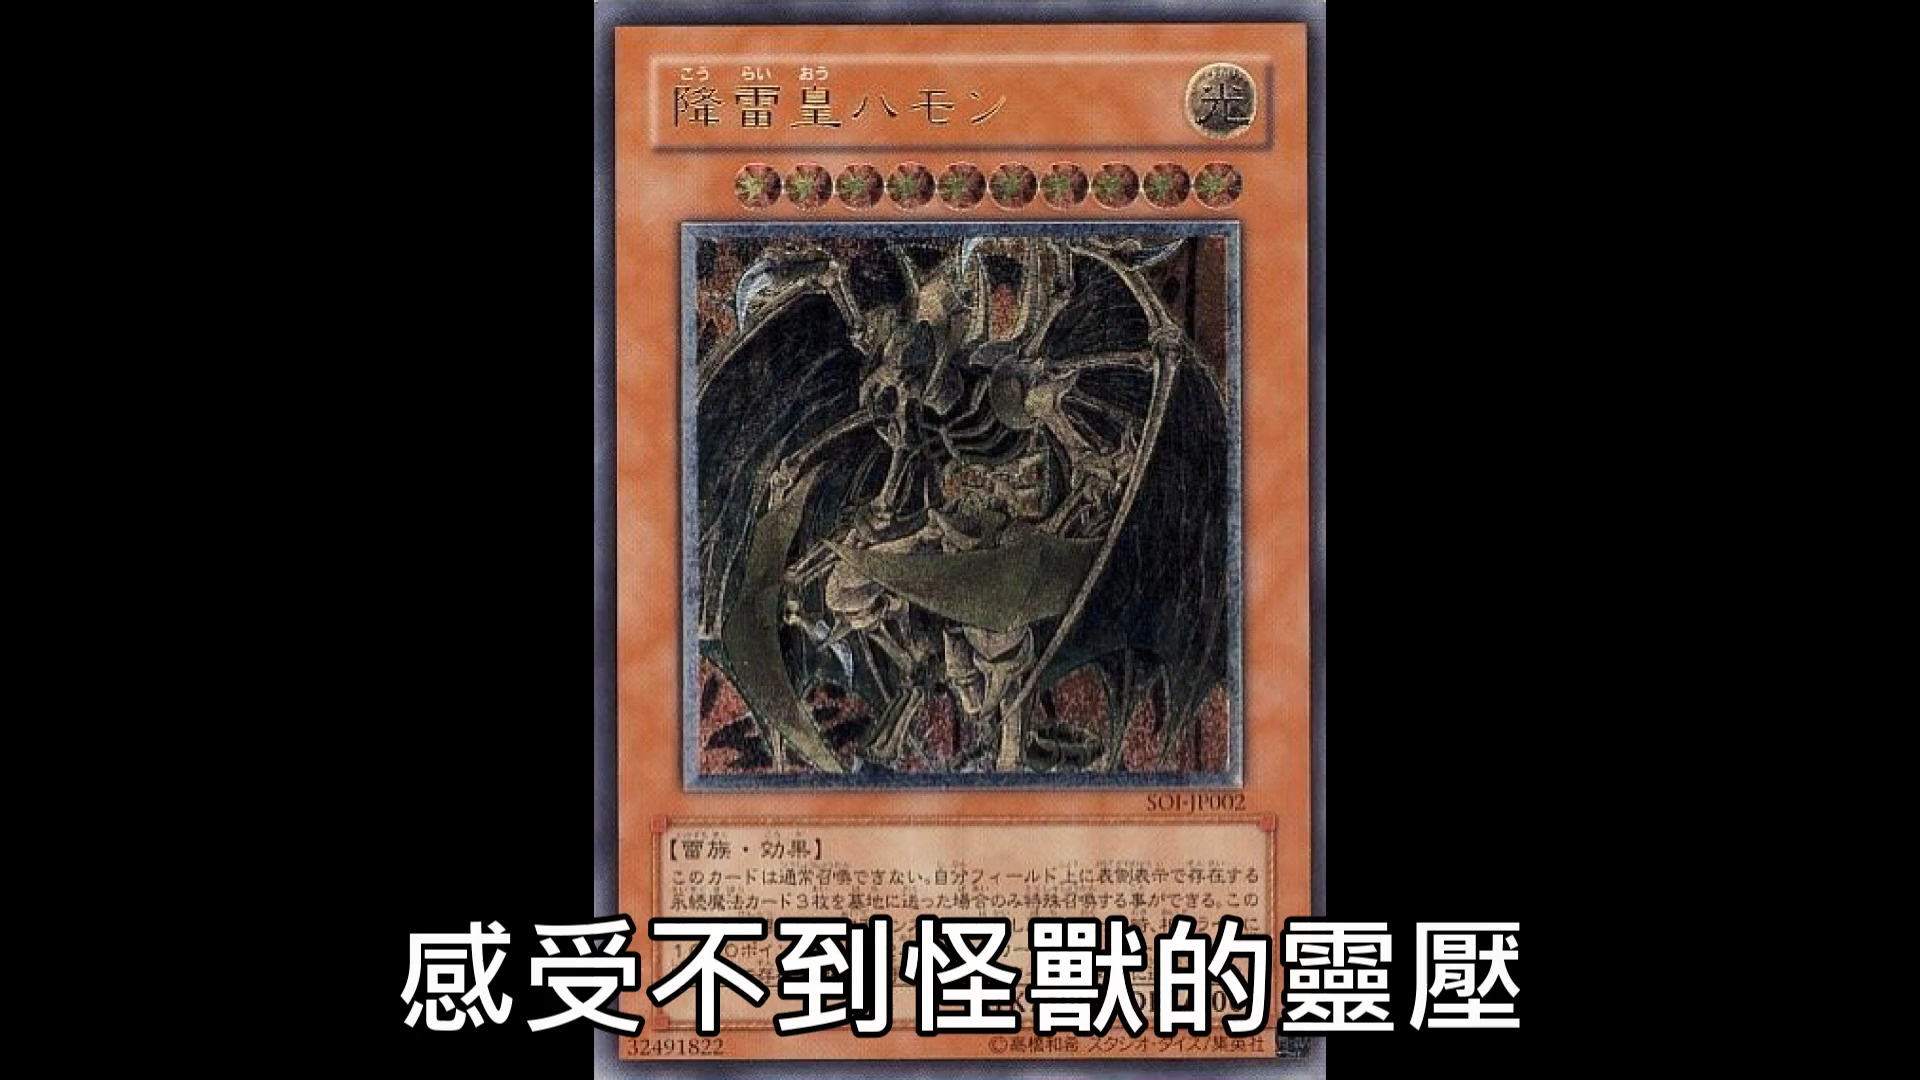 こう らい おう
降雷皇ハモン
光
SOI-JP002
【雷族・効果】
このカードは通常召喚できない。自分フィールド上に表側表示で存在する
永続魔法カード3枚を墓地に送った場合のみ特殊召喚する事ができる。この
感受不到怪獸的靈壓
32491822
©高橋和希 スタジオ・ダイス/集英社